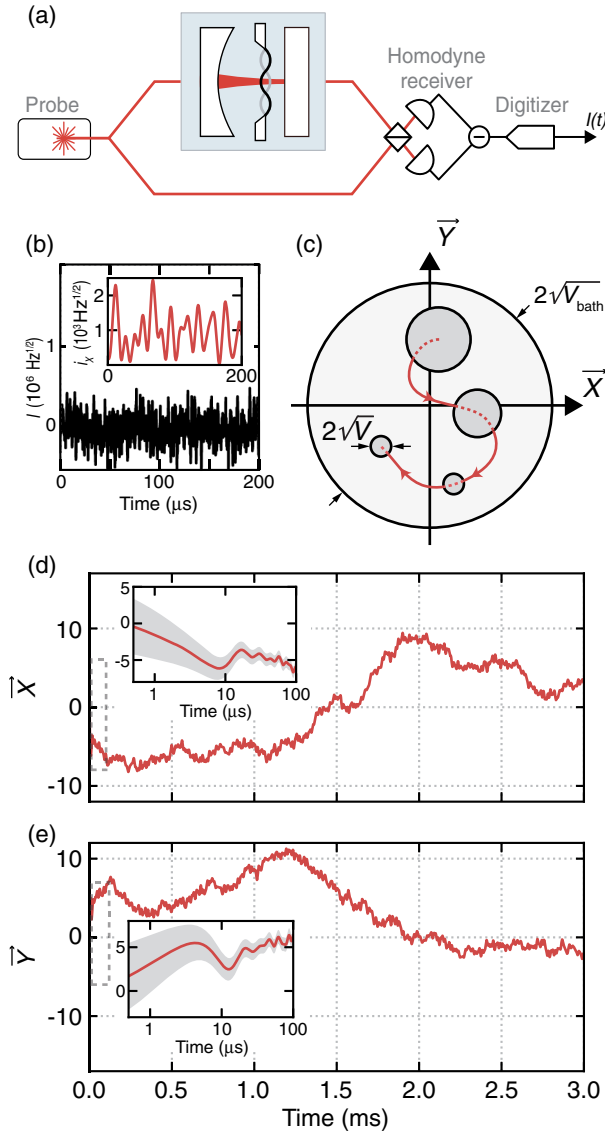 (a)
Homodyne
receiver
Probe
Digitizer
I(t)
(b)
I (10⁶ Hz^1/2)
1
0
0 100 200
Time (μs)
i_χ (10³ Hz^-1/2)
2
1
0
0 200
(c)
Y
2√V_bath
X
2√V
(d)
X
10
0
-10
5
0
-5
1 10 100
Time (μs)
(e)
Y
10
0
-10
5
0
1 10 100
Time (μs)
0.0 0.5 1.0 1.5 2.0 2.5 3.0
Time (ms)